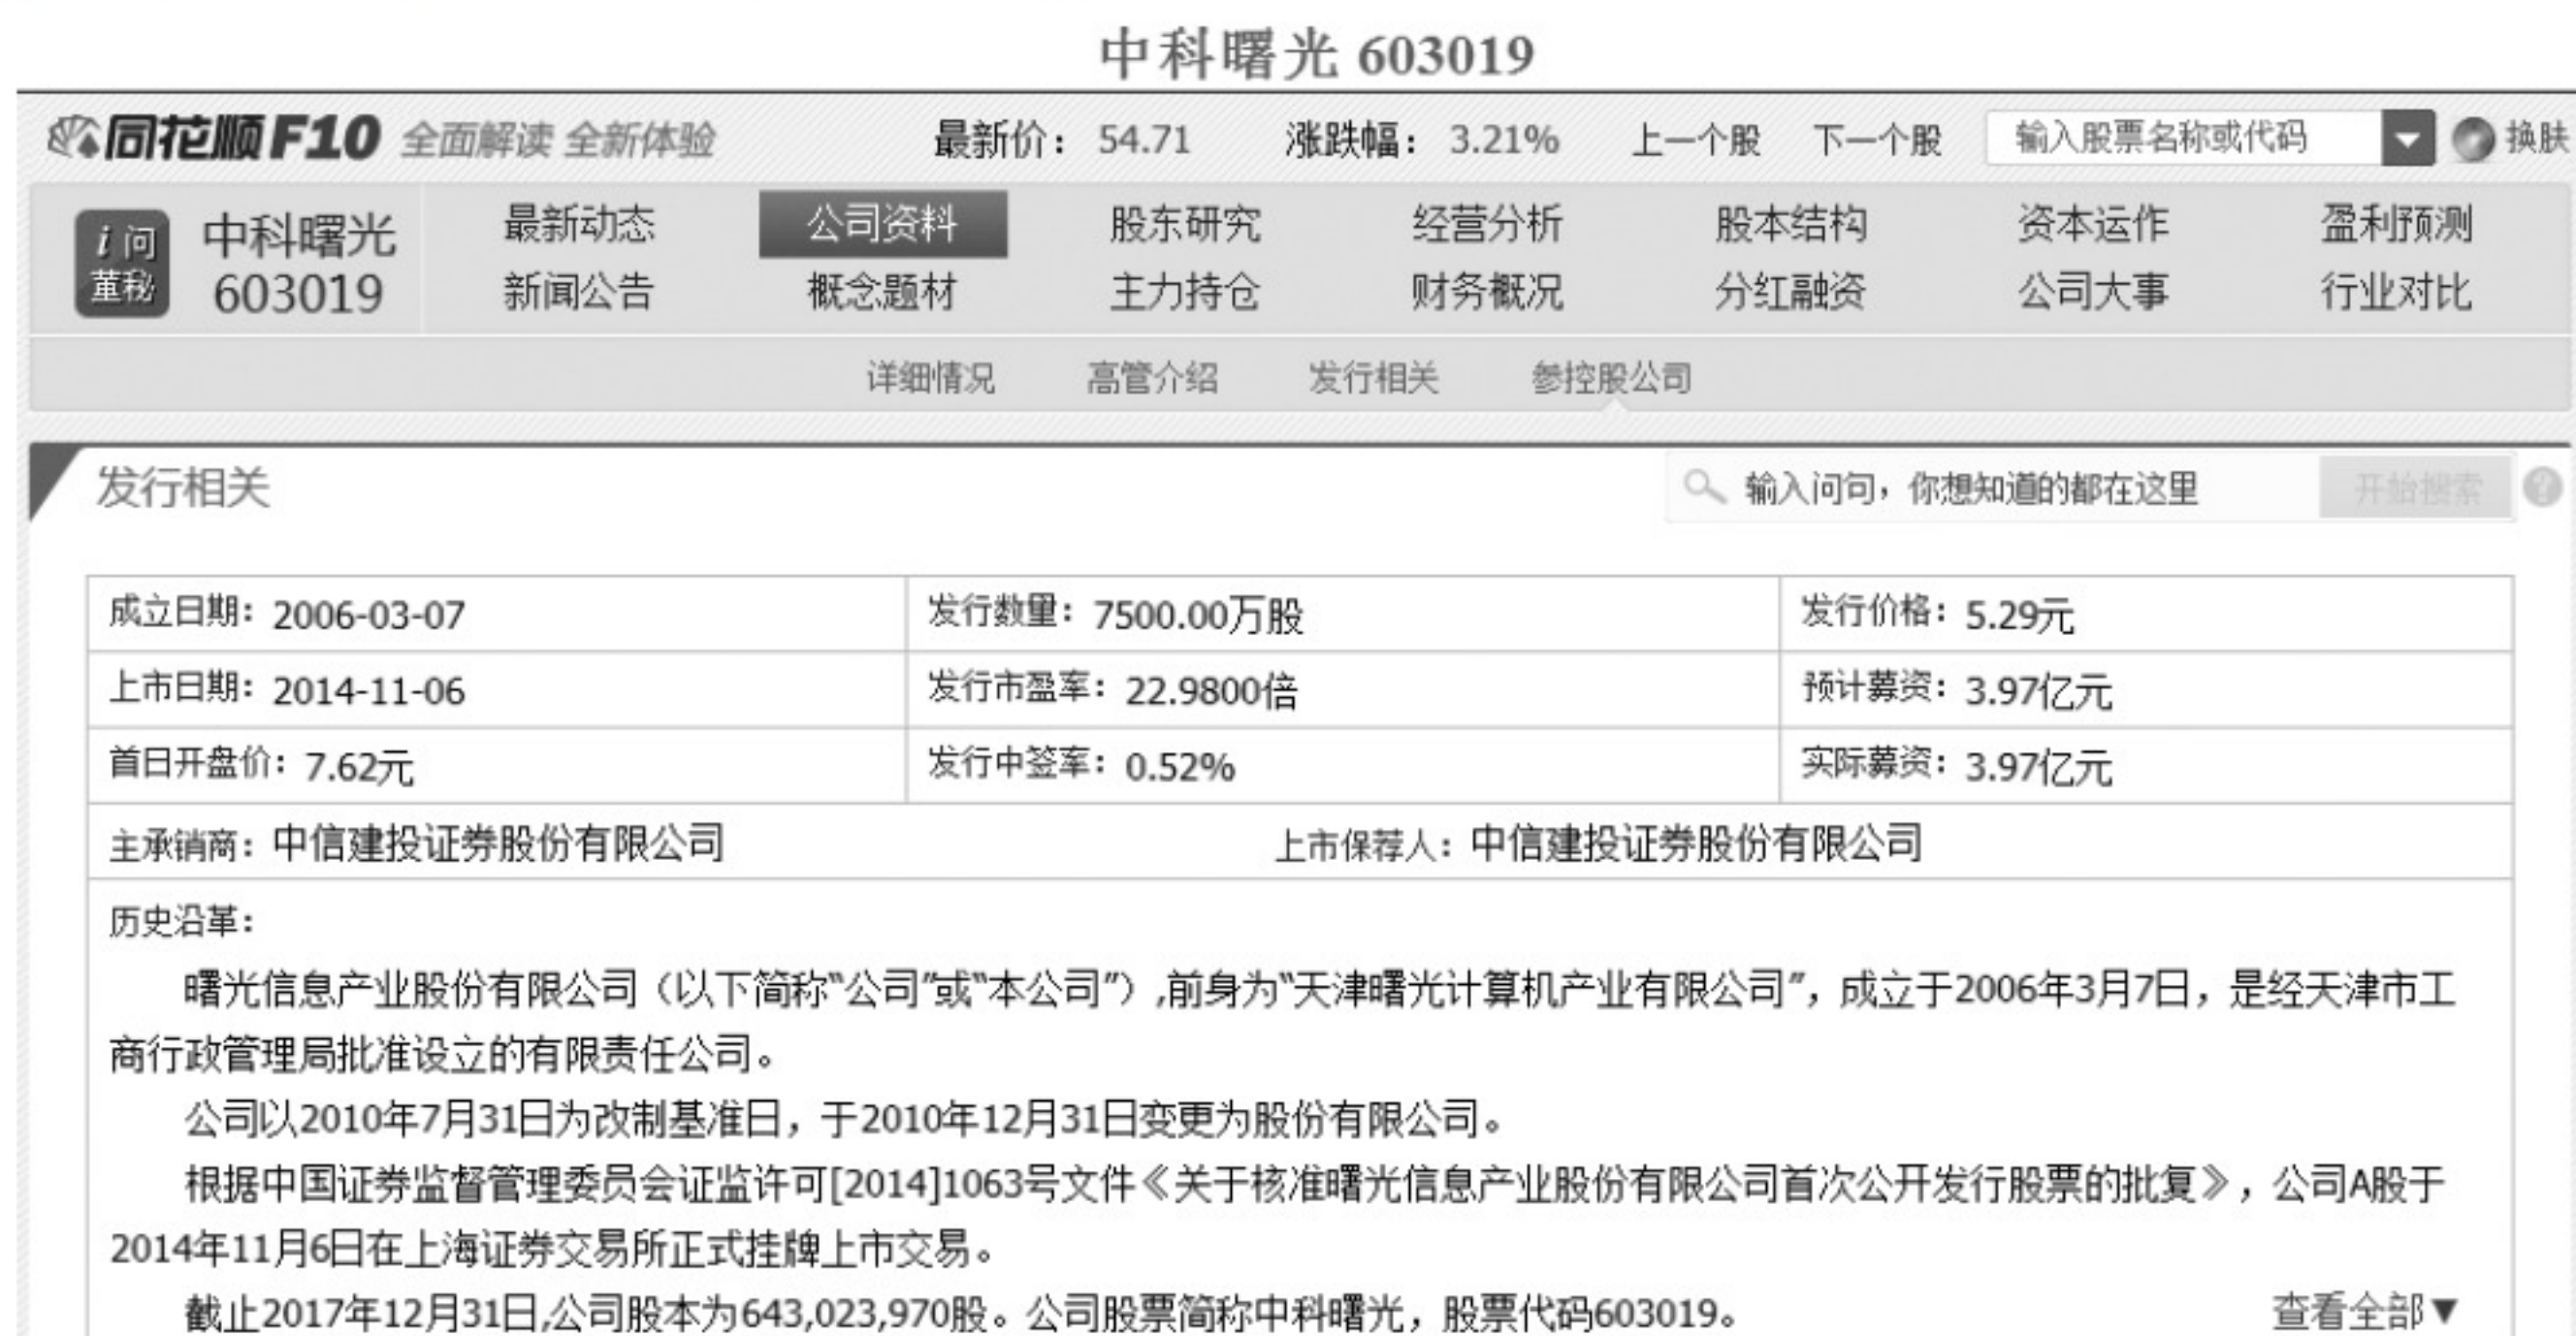 中科曙光 603019
同花顺F10 全面解读 全新体验 最新价： 54.71 涨跌幅： 3.21% 上一个股 下一个股 输入股票名称或代码 换肤
i 问 董秘 中科曙光 603019
最新动态 公司资料 股东研究 经营分析 股本结构 资本运作 盈利预测
新闻公告 概念题材 主力持仓 财务概况 分红融资 公司大事 行业对比
详细情况 高管介绍 发行相关 参控股公司
发行相关 输入问句，你想知道的都在这里 开始搜索 ?
成立日期：2006-03-07 发行数量：7500.00万股 发行价格：5.29元
上市日期：2014-11-06 发行市盈率：22.9800倍 预计募资：3.97亿元
首日开盘价：7.62元 发行中签率：0.52% 实际募资：3.97亿元
主承销商：中信建投证券股份有限公司 上市保荐人：中信建投证券股份有限公司
历史沿革：
曙光信息产业股份有限公司（以下简称"公司"或"本公司"）,前身为"天津曙光计算机产业有限公司"，成立于2006年3月7日，是经天津市工
商行政管理局批准设立的有限责任公司。
公司以2010年7月31日为改制基准日，于2010年12月31日变更为股份有限公司。
根据中国证券监督管理委员会证监许可[2014]1063号文件《关于核准曙光信息产业股份有限公司首次公开发行股票的批复》，公司A股于
2014年11月6日在上海证券交易所正式挂牌上市交易。
截止2017年12月31日,公司股本为643,023,970股。公司股票简称中科曙光，股票代码603019。 查看全部▼